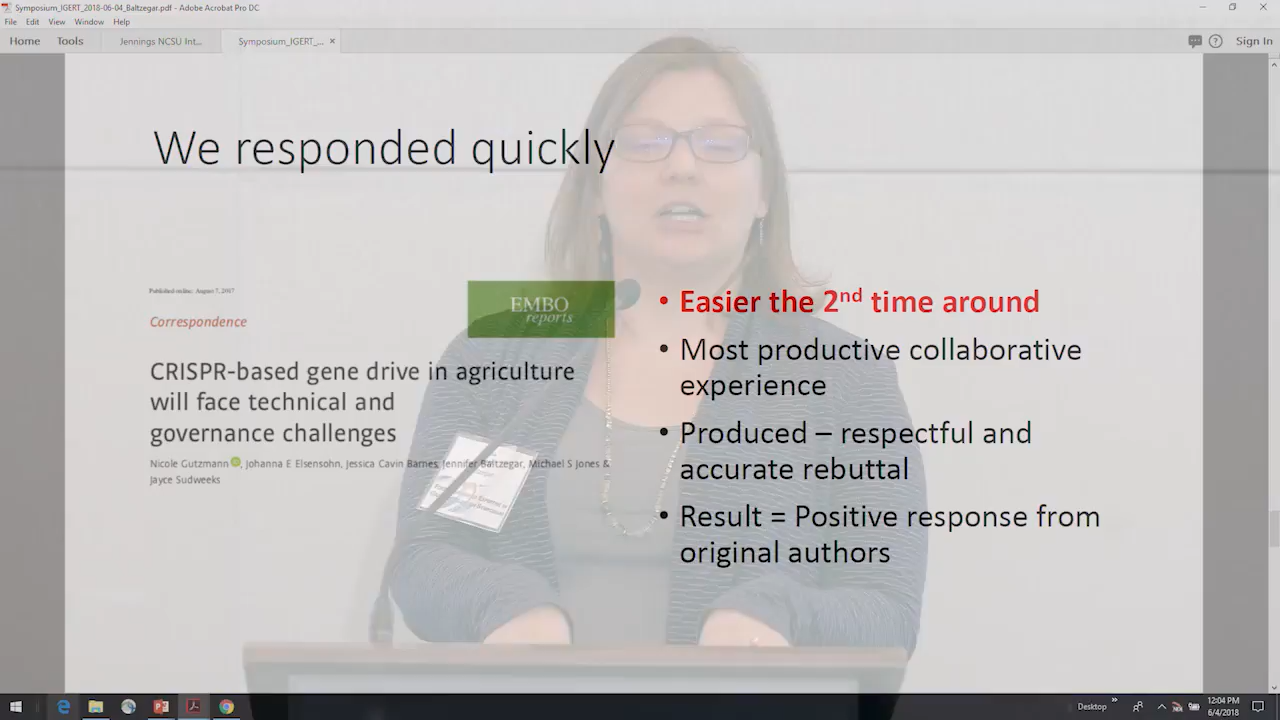 Symposium_IGERT_2018-06-04_Baltzegar.pdf - Adobe Acrobat Pro DC
File Edit View Window Help
Home Tools Jennings NCSU Int... Symposium_IGERT_... × Sign In
We responded quickly
Published online: August 7, 2017
Correspondence
EMBO
reports
CRISPR-based gene drive in agriculture
will face technical and
governance challenges
Nicole Gutzmann, Johanna E Elsensohn, Jessica Cavin Barnes, Jennifer Baltzegar, Michael S Jones &
Jayce Sudweeks
• Easier the 2nd time around
• Most productive collaborative
experience
• Produced – respectful and
accurate rebuttal
• Result = Positive response from
original authors
Desktop
12:04 PM
6/4/2018